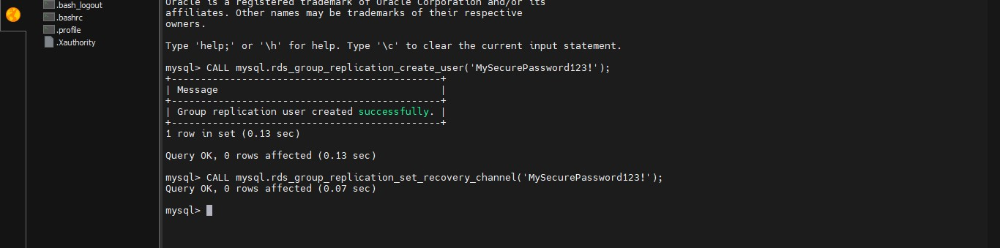 .bash_logout
.bashrc
.profile
.Xauthority
Oracle is a registered trademark of Oracle Corporation and/or its
affiliates. Other names may be trademarks of their respective
owners.
Type 'help;' or '\h' for help. Type '\c' to clear the current input statement.
mysql> CALL mysql.rds_group_replication_create_user('MySecurePassword123!');
+----------------------------------------------+
| Message                                      |
+----------------------------------------------+
| Group replication user created successfully. |
+----------------------------------------------+
1 row in set (0.13 sec)
Query OK, 0 rows affected (0.13 sec)
mysql> CALL mysql.rds_group_replication_set_recovery_channel('MySecurePassword123!');
Query OK, 0 rows affected (0.07 sec)
mysql>